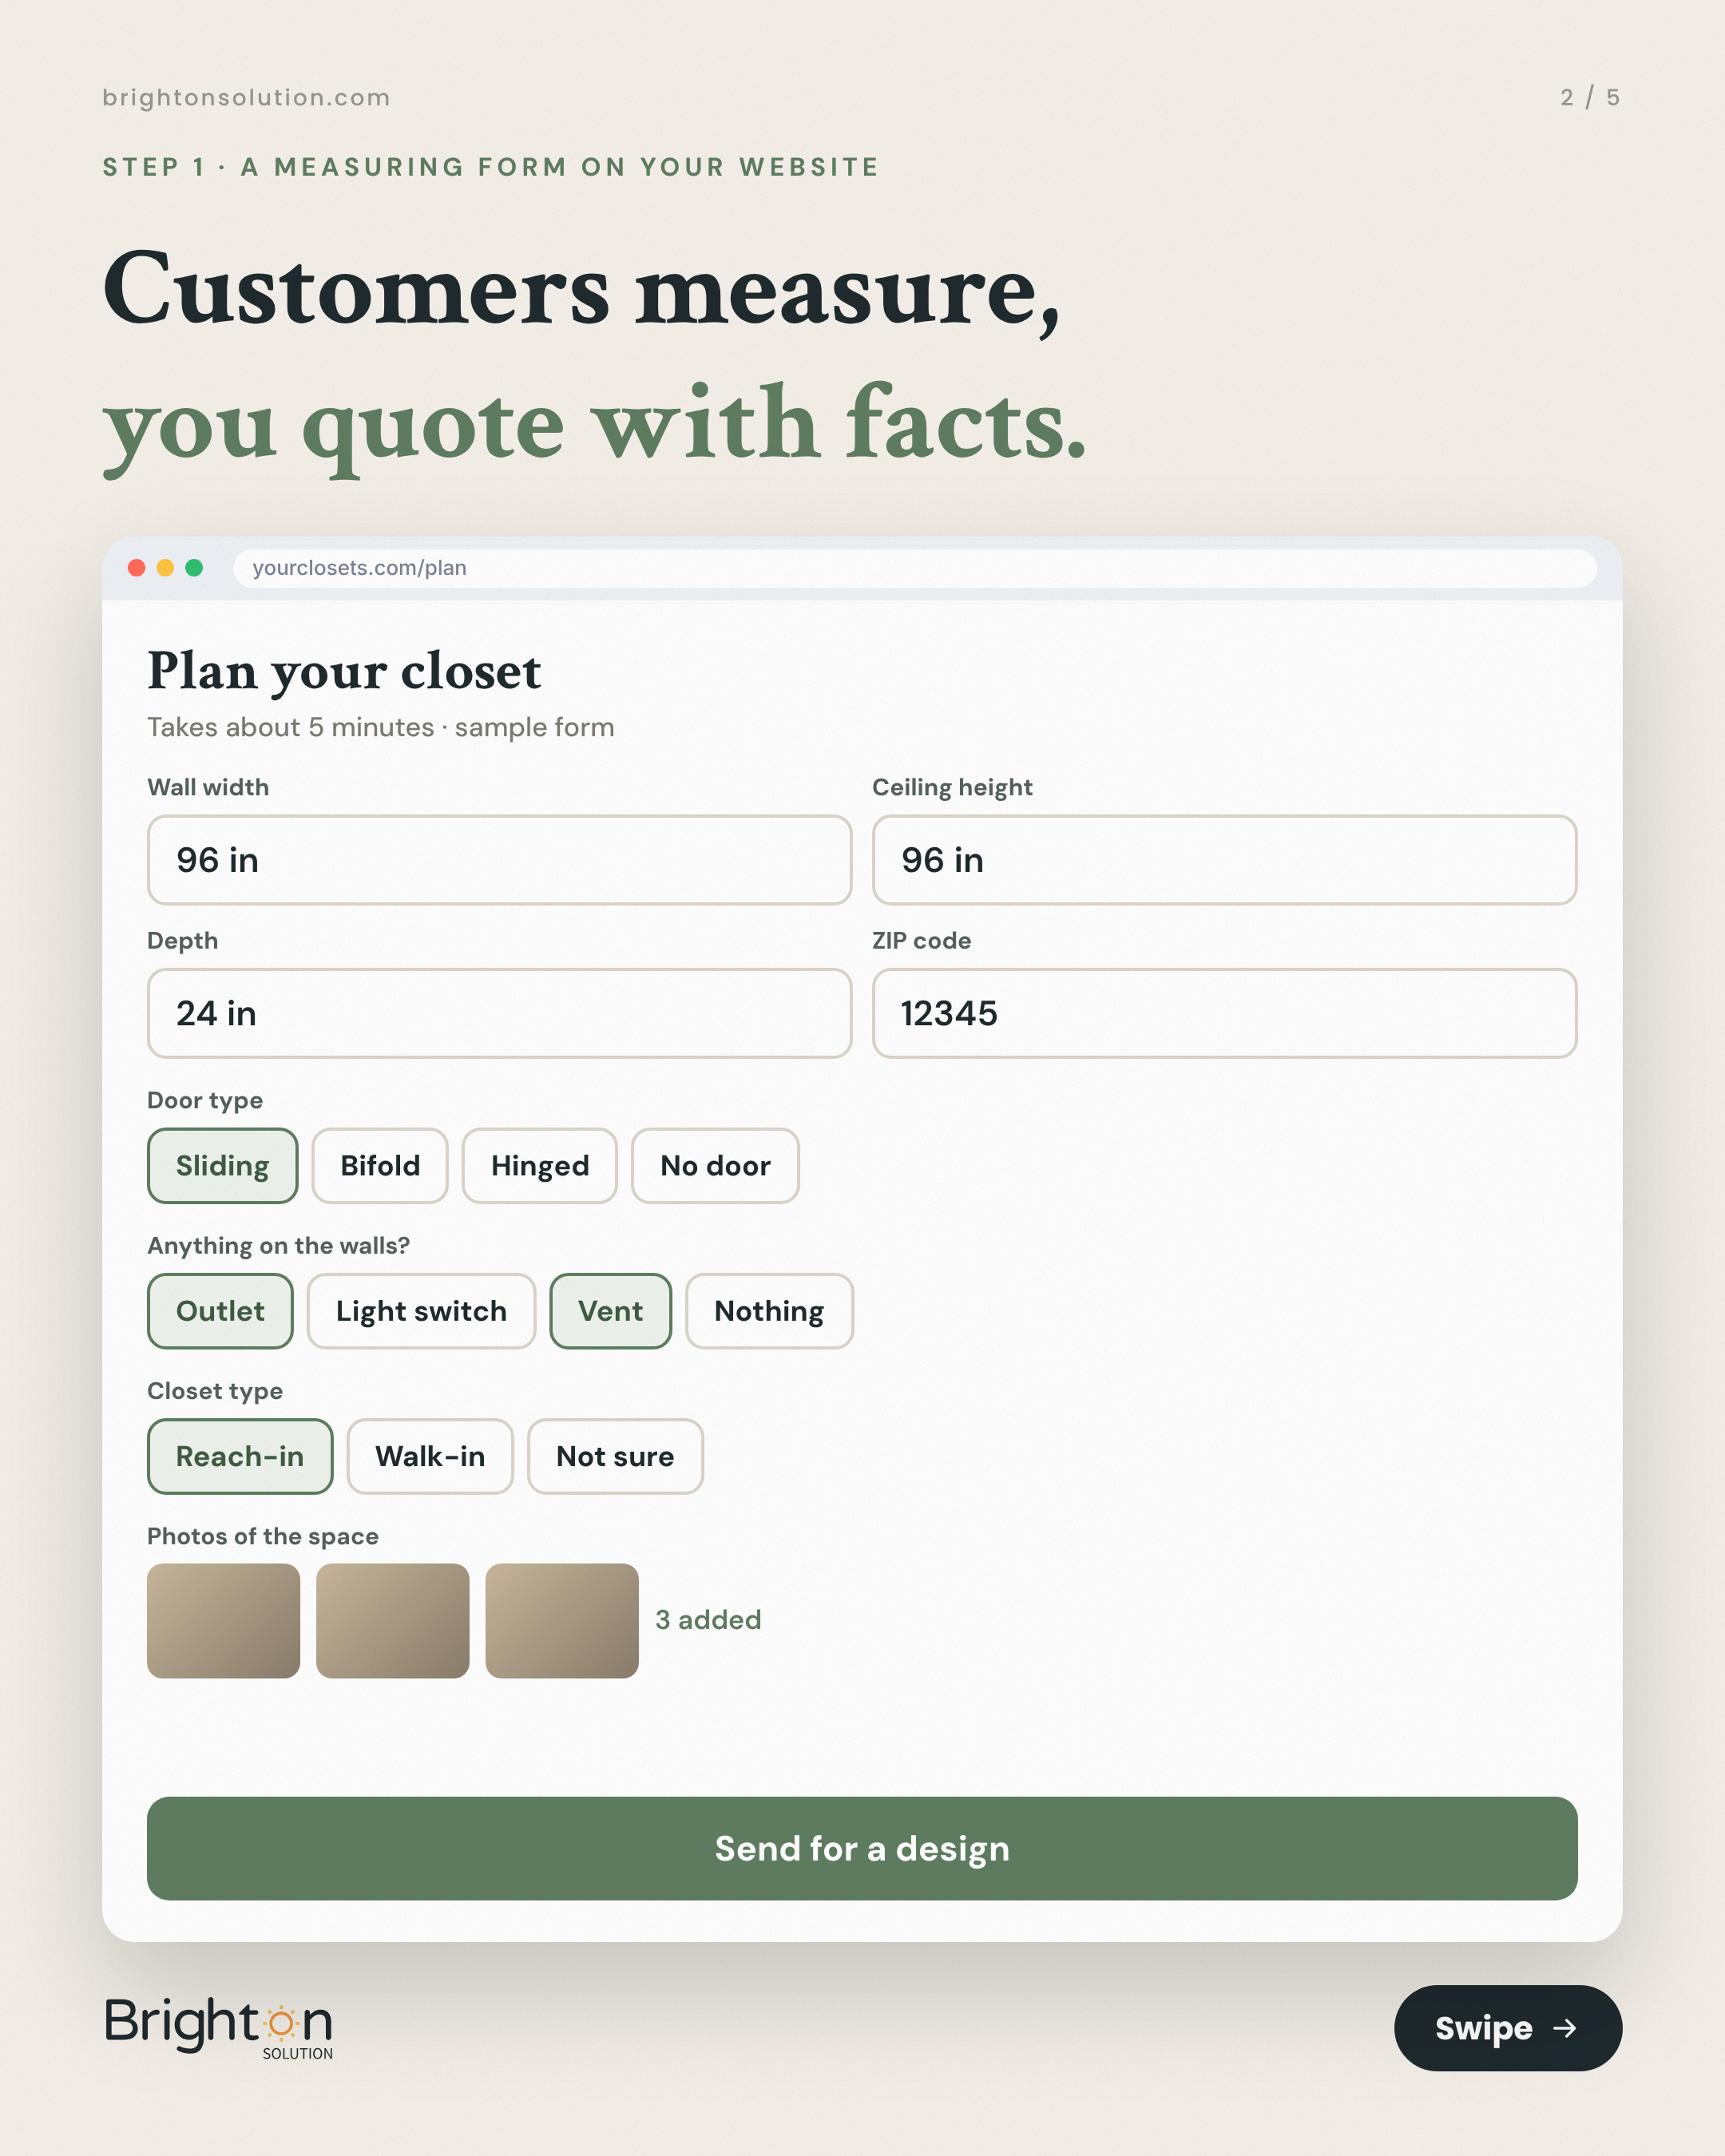 brightonsolution.com
2 / 5
STEP 1 · A MEASURING FORM ON YOUR WEBSITE
Customers measure,
you quote with facts.
yourclosets.com/plan
Plan your closet
Takes about 5 minutes · sample form
Wall width
Ceiling height
96 in
96 in
Depth
ZIP code
24 in
12345
Door type
Sliding
Bifold
Hinged
No door
Anything on the walls?
Outlet
Light switch
Vent
Nothing
Closet type
Reach-in
Walk-in
Not sure
Photos of the space
3 added
Send for a design
Brighton
SOLUTION
Swipe →